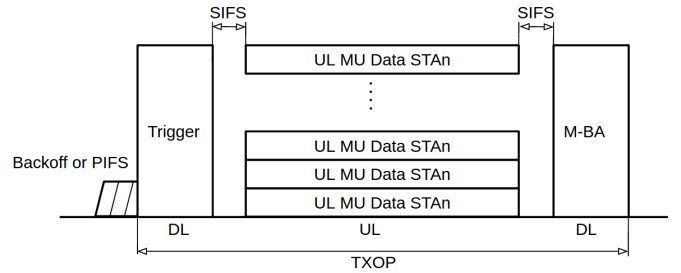 SIFS
SIFS
UL MU Data STAn
Trigger
M-BA
UL MU Data STAn
Backoff or PIFS
UL MU Data STAn
UL MU Data STAn
DL
UL
DL
TXOP